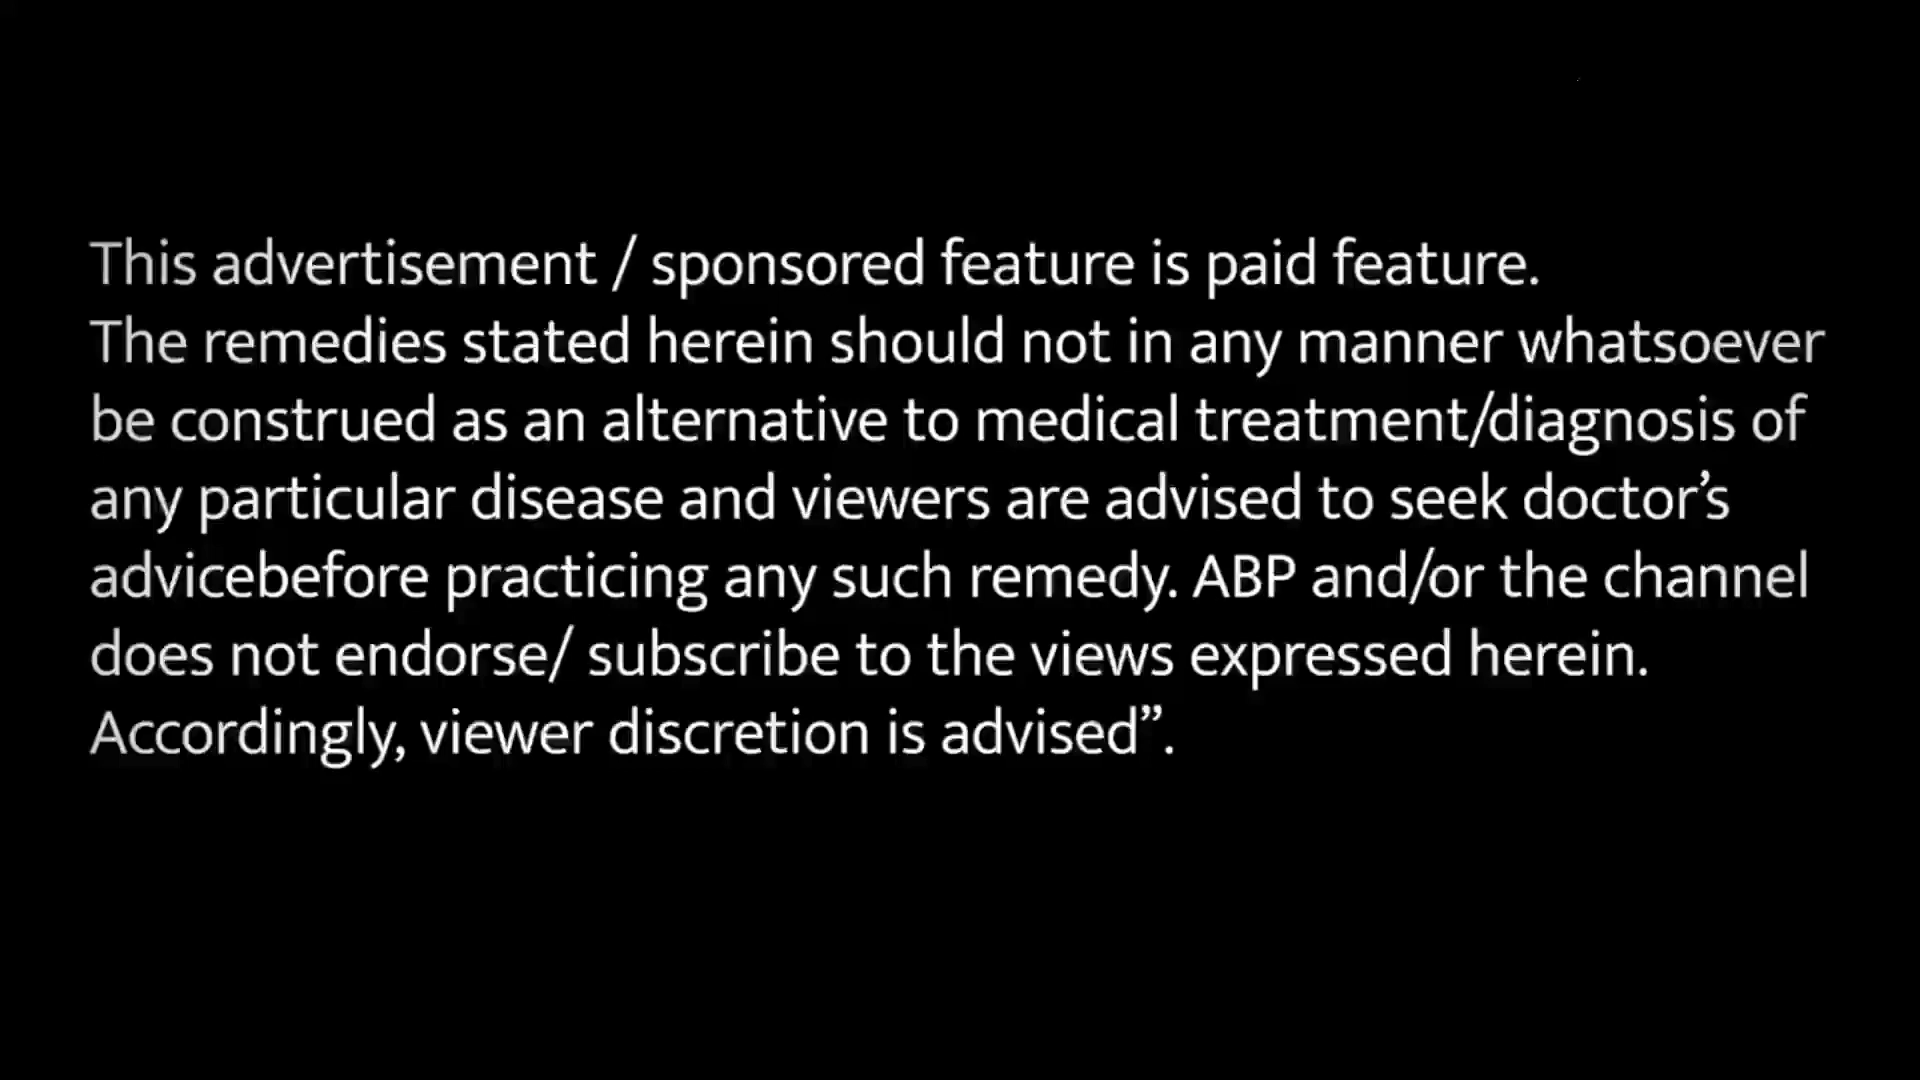 This advertisement / sponsored feature is paid feature.
The remedies stated herein should not in any manner whatsoever
be construed as an alternative to medical treatment/diagnosis of
any particular disease and viewers are advised to seek doctor’s
advicebefore practicing any such remedy. ABP and/or the channel
does not endorse/ subscribe to the views expressed herein.
Accordingly, viewer discretion is advised”.